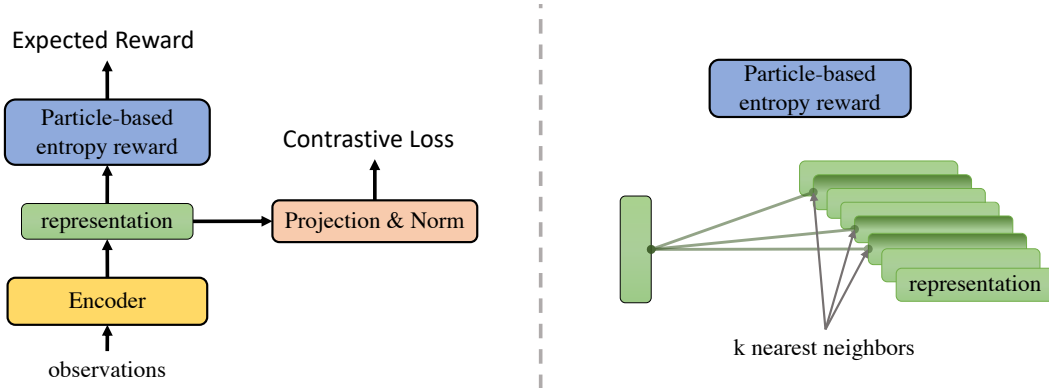 Expected Reward
Particle-based
entropy reward
Contrastive Loss
representation
Projection & Norm
Encoder
observations
Particle-based
entropy reward
representation
k nearest neighbors